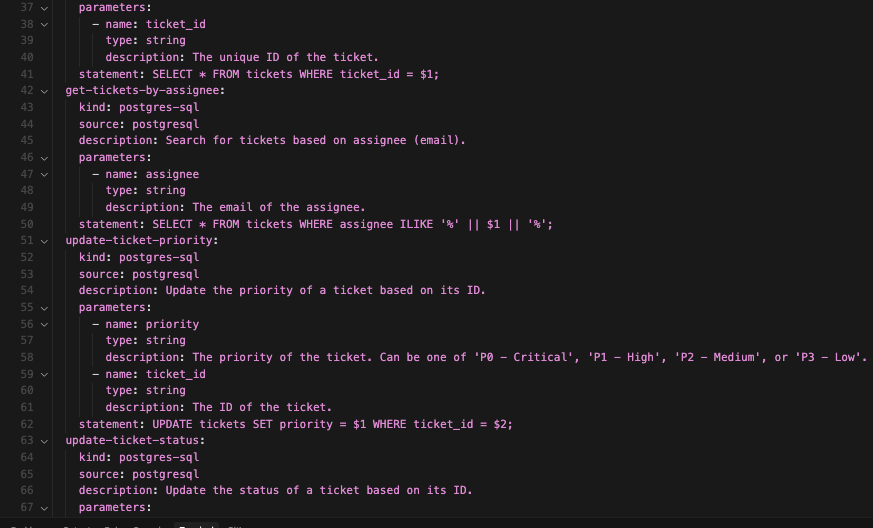 37 parameters:
38 - name: ticket_id
39 type: string
40 description: The unique ID of the ticket.
41 statement: SELECT * FROM tickets WHERE ticket_id = $1;
42 get-tickets-by-assignee:
43 kind: postgres-sql
44 source: postgresql
45 description: Search for tickets based on assignee (email).
46 parameters:
47 - name: assignee
48 type: string
49 description: The email of the assignee.
50 statement: SELECT * FROM tickets WHERE assignee ILIKE '%' || $1 || '%';
51 update-ticket-priority:
52 kind: postgres-sql
53 source: postgresql
54 description: Update the priority of a ticket based on its ID.
55 parameters:
56 - name: priority
57 type: string
58 description: The priority of the ticket. Can be one of 'P0 - Critical', 'P1 - High', 'P2 - Medium', or 'P3 - Low'.
59 - name: ticket_id
60 type: string
61 description: The ID of the ticket.
62 statement: UPDATE tickets SET priority = $1 WHERE ticket_id = $2;
63 update-ticket-status:
64 kind: postgres-sql
65 source: postgresql
66 description: Update the status of a ticket based on its ID.
67 parameters: